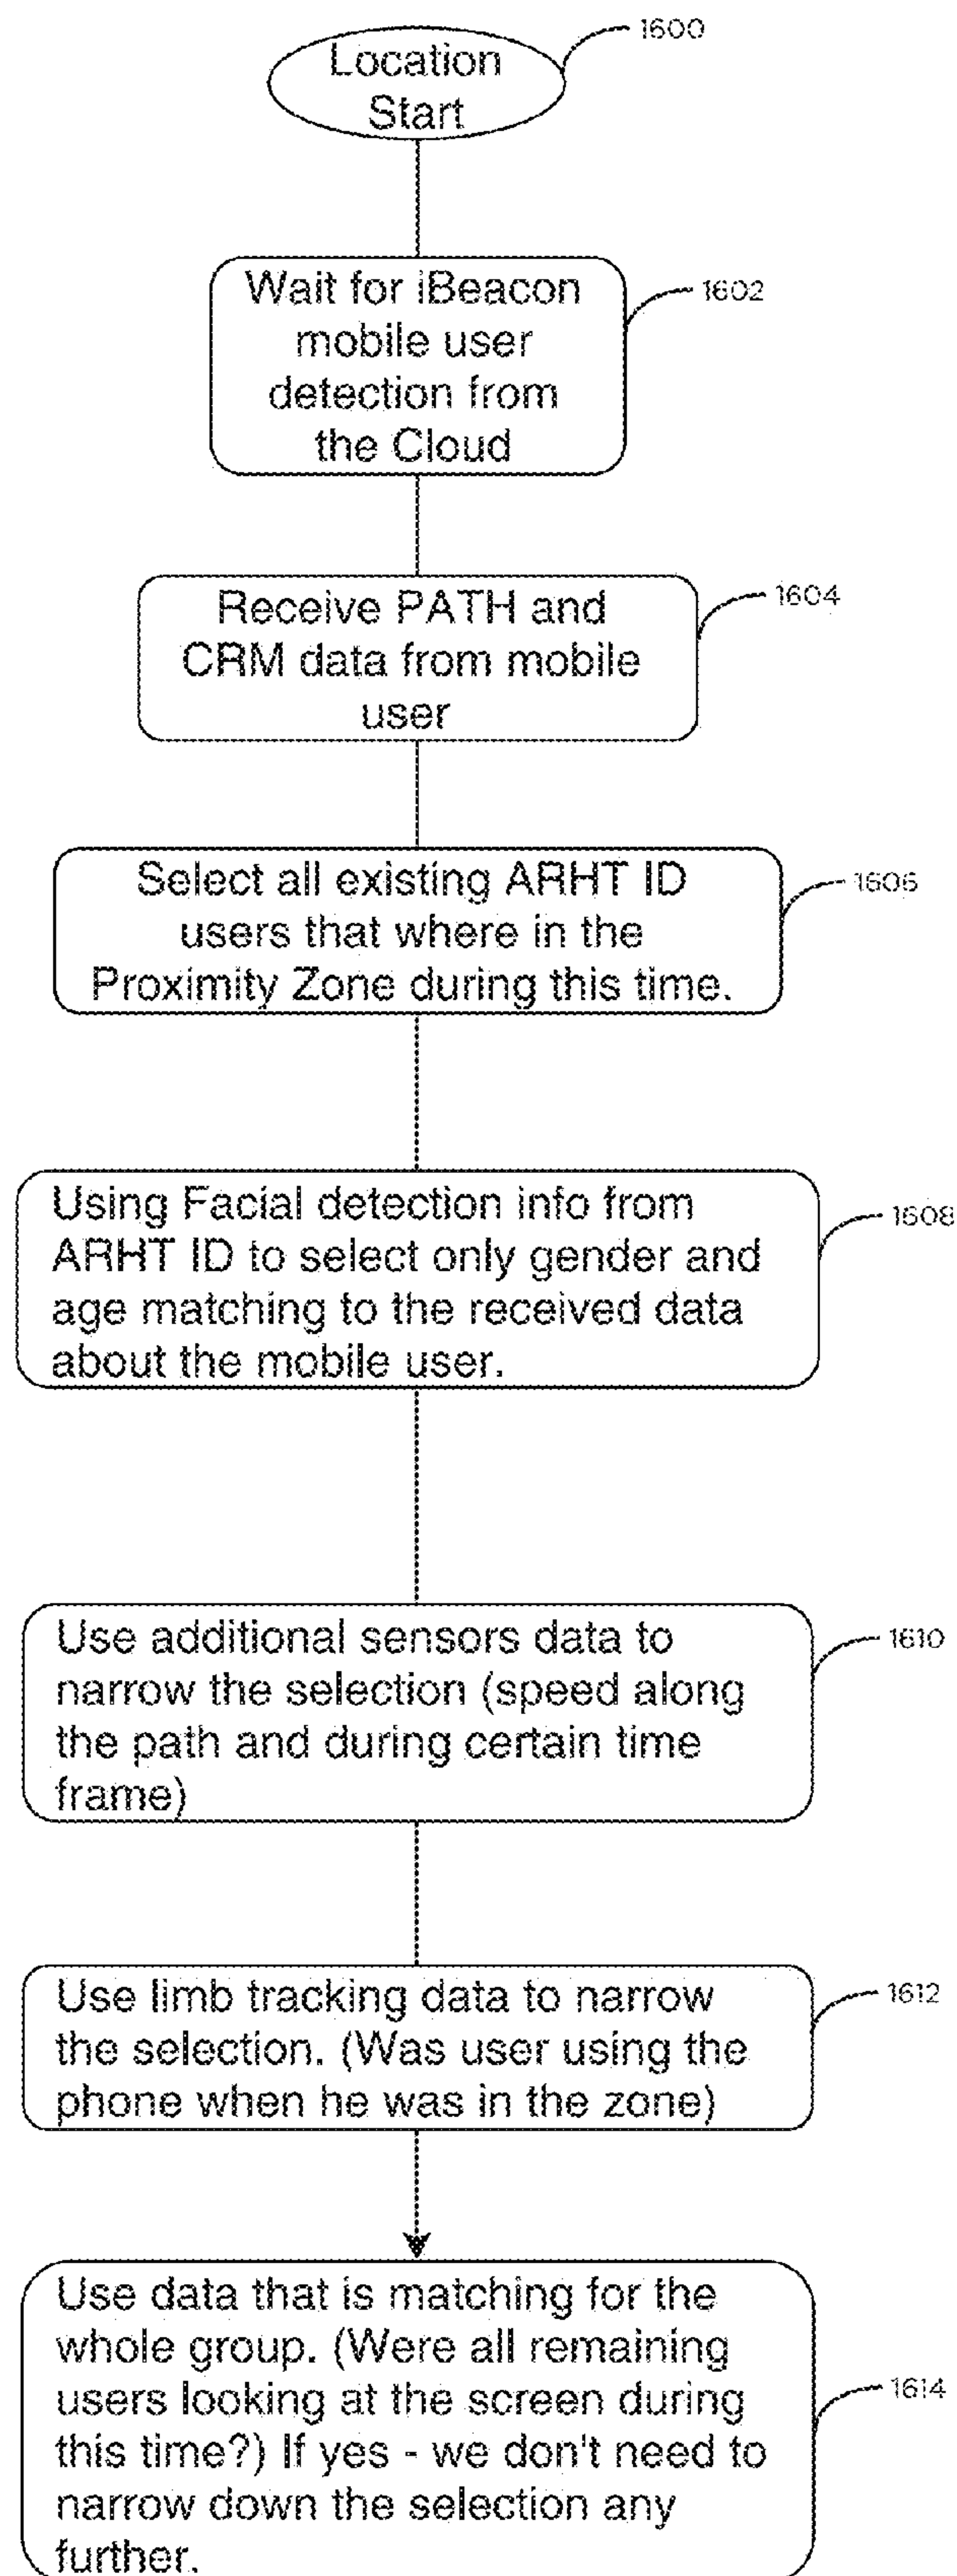 1600
Location
Start
Wait for iBeacon
mobile user
detection from
the Cloud
1602
Receive PATH and
CRM data from mobile
user
1604
Select all existing ARHT ID
users that where in the
Proximity Zone during this time.
1606
Using Facial detection info from
ARHT ID to select only gender and
age matching to the received data
about the mobile user.
1608
Use additional sensors data to
narrow the selection (speed along
the path and during certain time
frame)
1610
Use limb tracking data to narrow
the selection. (Was user using the
phone when he was in the zone)
1612
Use data that is matching for the
whole group. (Were all remaining
users looking at the screen during
this time?) If yes - we don't need to
narrow down the selection any
further.
1614